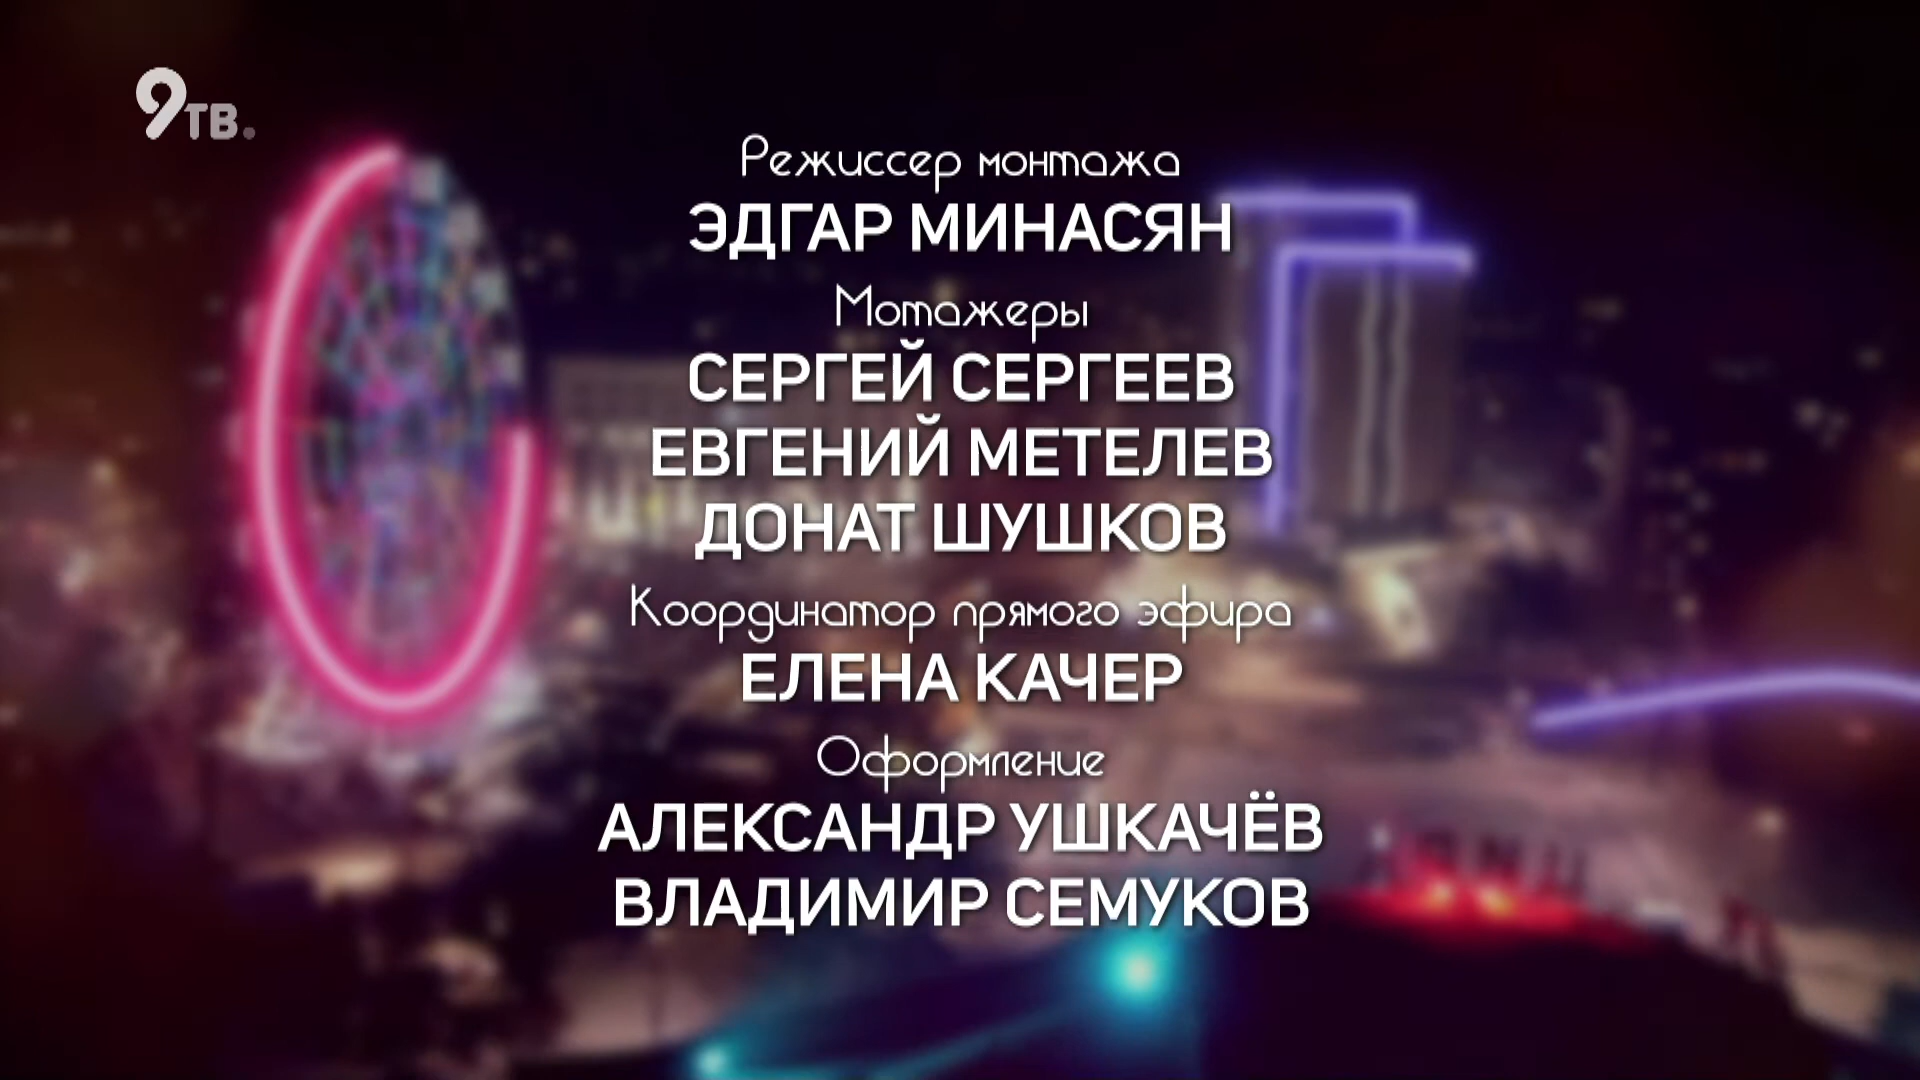 9ТВ.
Режиссер монтажа
ЭДГАР МИНАСЯН
Мотажеры
СЕРГЕЙ СЕРГЕЕВ
ЕВГЕНИЙ МЕТЕЛЕВ
ДОНАТ ШУШКОВ
Координатор прямого эфира
ЕЛЕНА КАЧЕР
Оформление
АЛЕКСАНДР УШКАЧЁВ
ВЛАДИМИР СЕМУКОВ